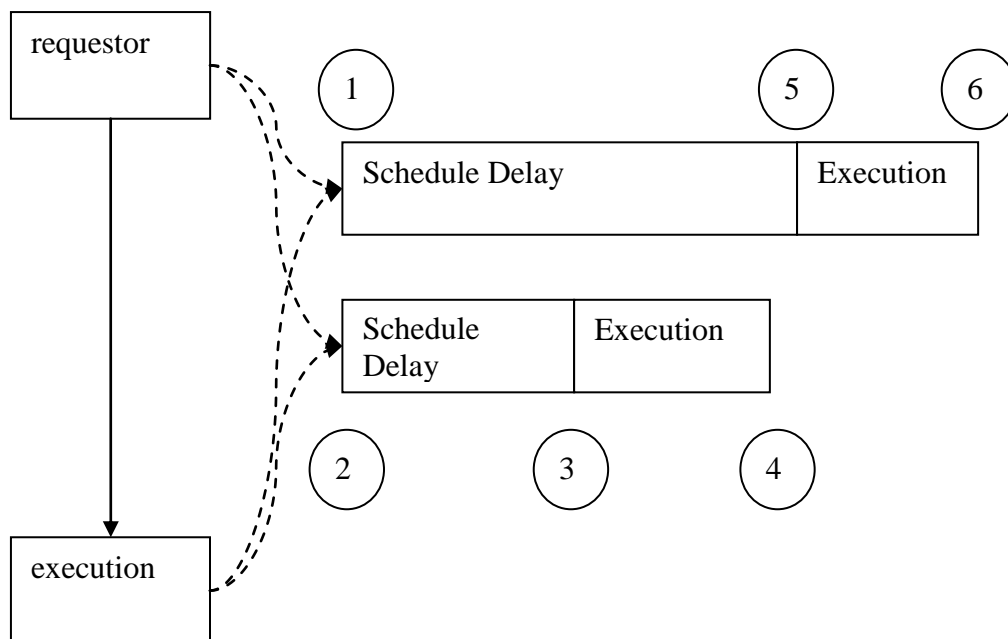 requestor
1
5
6
Schedule Delay
Execution
Schedule
Delay
Execution
2
3
4
execution